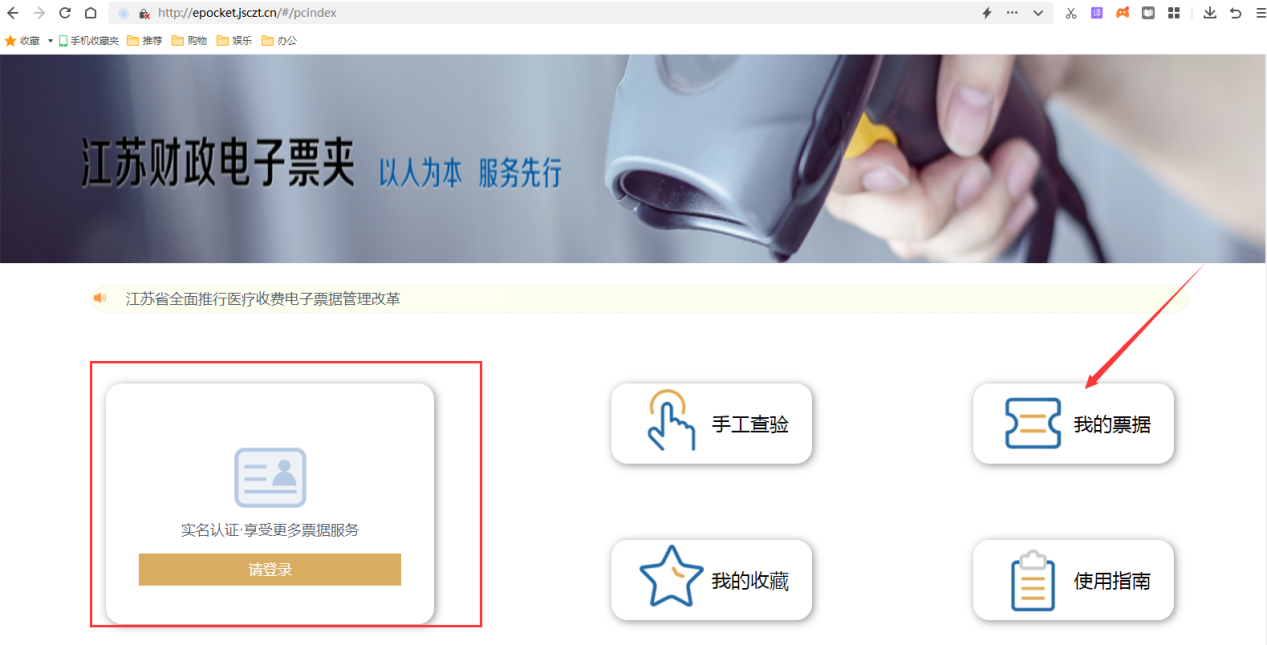 http://epocket.jsczt.cn/#/pcindex
译
收藏 手机收藏夹 推荐 购物 娱乐 办公
江苏财政电子票夹 以人为本 服务先行
江苏省全面推行医疗收费电子票据管理改革
手工查验
我的票据
实名认证·享受更多票据服务
请登录
我的收藏
使用指南